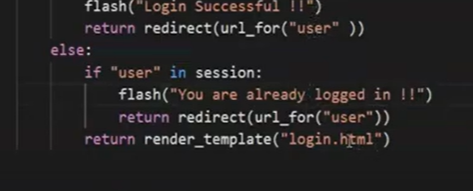 flash("Login Successful !!")
return redirect(url_for("user" ))
else:
if "user" in session:
flash("You are already logged in !!")
return redirect(url_for("user"))
return render_template("login.html")